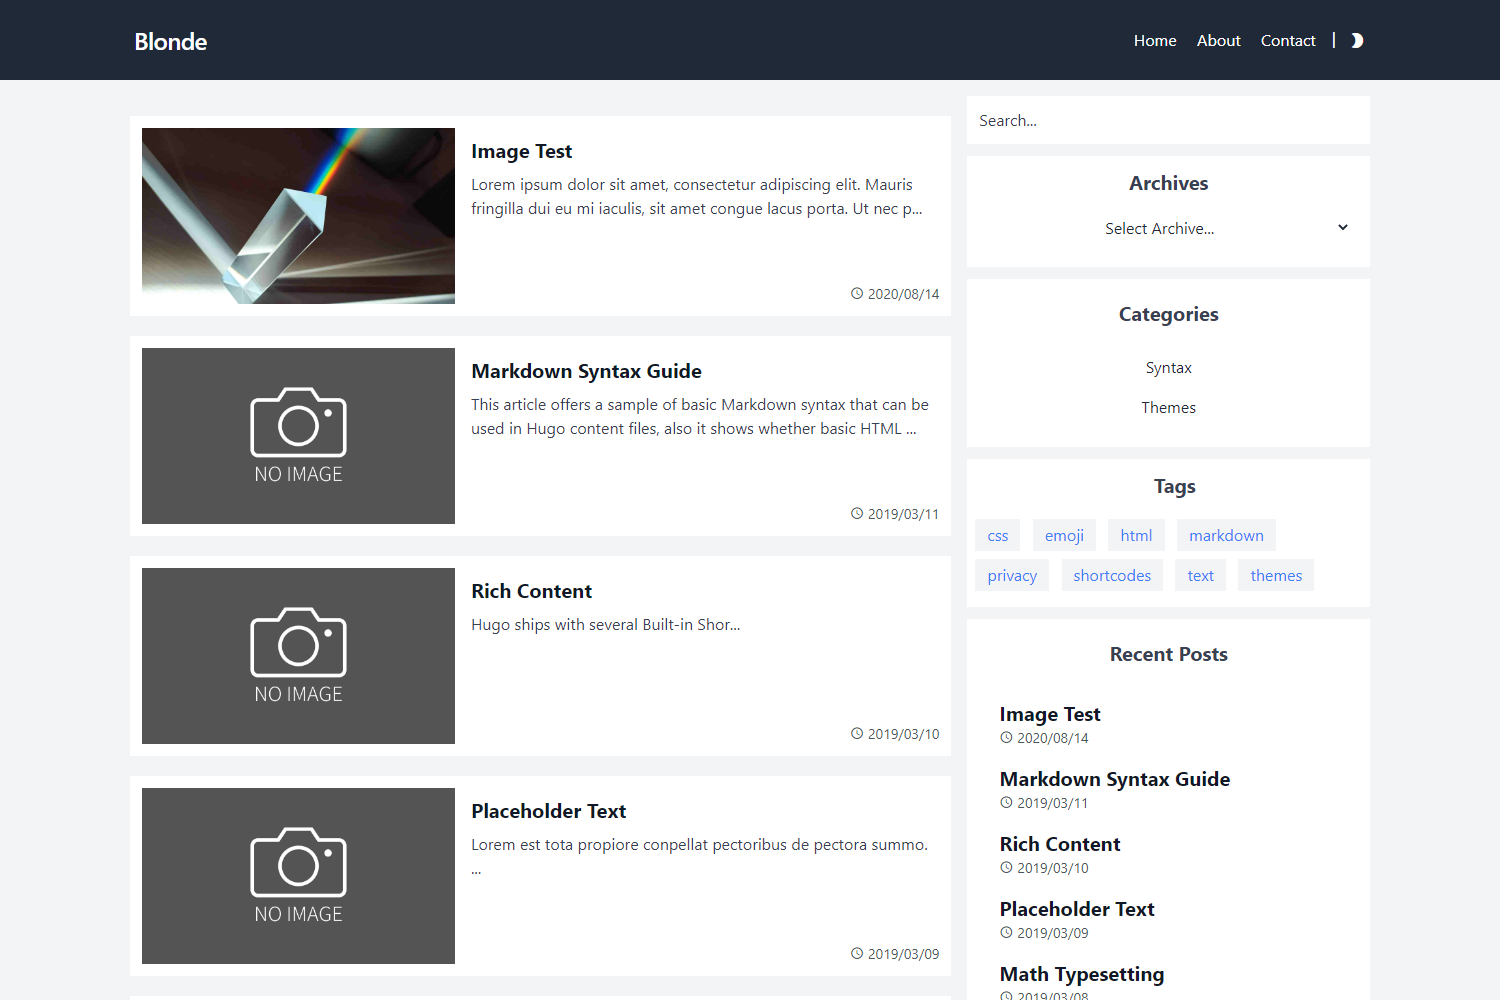 Blonde
Home About Contact |
Image Test
Lorem ipsum dolor sit amet, consectetur adipiscing elit. Mauris
fringilla dui eu mi iaculis, sit amet congue lacus porta. Ut nec p...
2020/08/14
NO IMAGE
Markdown Syntax Guide
This article offers a sample of basic Markdown syntax that can be
used in Hugo content files, also it shows whether basic HTML ...
2019/03/11
NO IMAGE
Rich Content
Hugo ships with several Built-in Shor...
2019/03/10
NO IMAGE
Placeholder Text
Lorem est tota propiore conpellat pectoribus de pectora summo.
...
2019/03/09
Search...
Archives
Select Archive...
Categories
Syntax
Themes
Tags
css emoji html markdown
privacy shortcodes text themes
Recent Posts
Image Test
2020/08/14
Markdown Syntax Guide
2019/03/11
Rich Content
2019/03/10
Placeholder Text
2019/03/09
Math Typesetting
2019/03/08